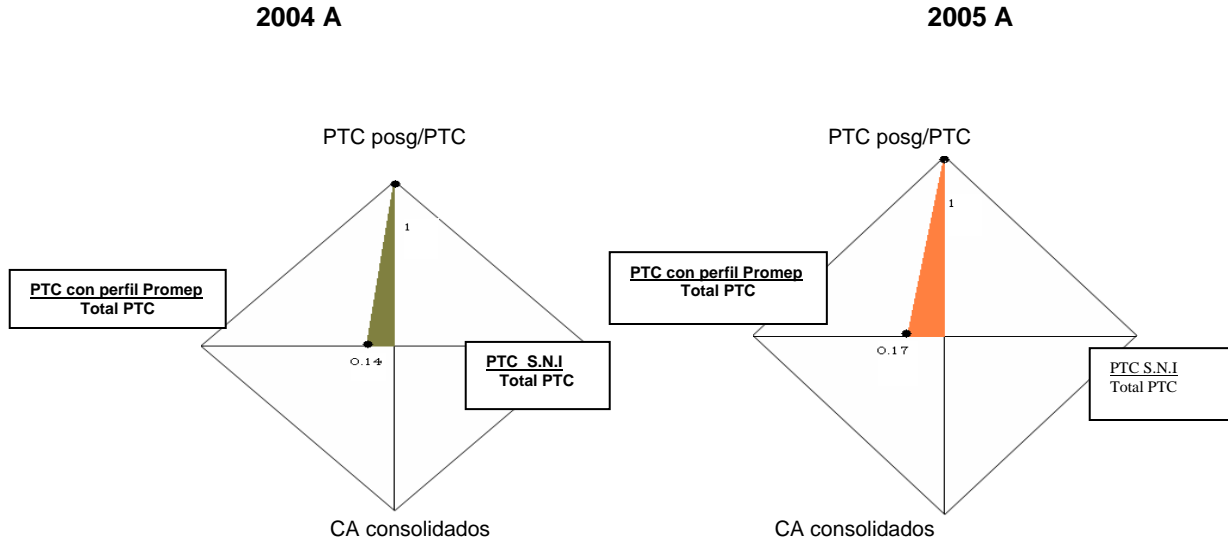 2004 A
2005 A
PTC posg/PTC
PTC posg/PTC
1
1
PTC con perfil Promep
Total PTC
PTC con perfil Promep
Total PTC
0.14
0.17
PTC S.N.I
Total PTC
PTC S.N.I
Total PTC
CA consolidados
CA consolidados